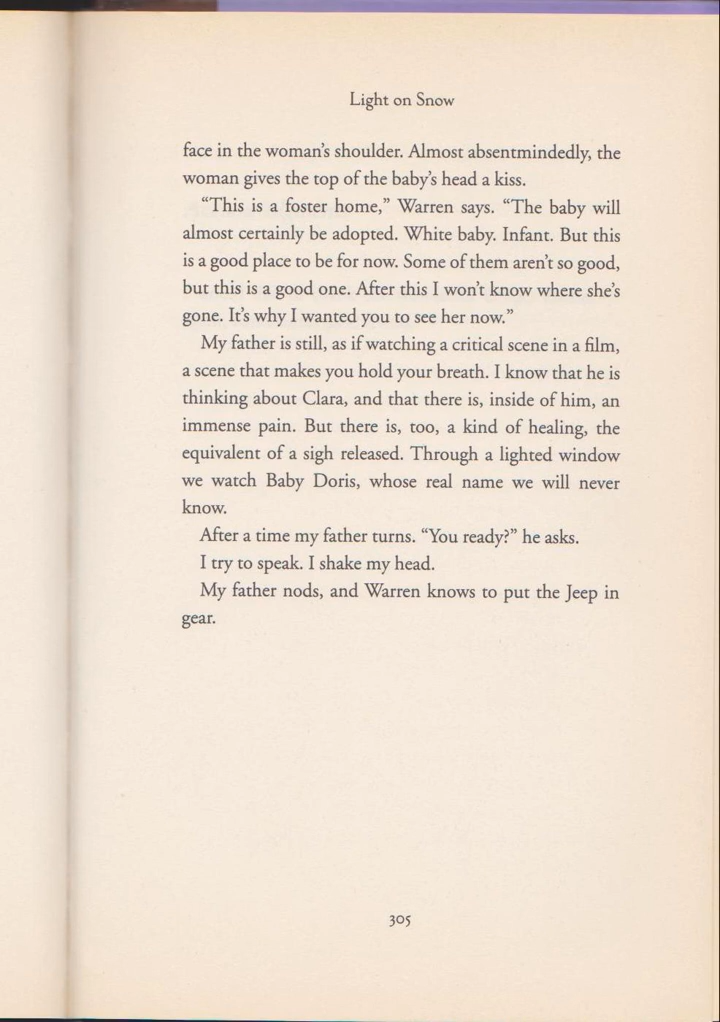 Light on Snow
face in the woman's shoulder. Almost absentmindedly, the
woman gives the top of the baby's head a kiss.
“This is a foster home,” Warren says. “The baby will
almost certainly be adopted. White baby. Infant. But this
is a good place to be for now. Some of them aren't so good,
but this is a good one. After this I won't know where she's
gone. It's why I wanted you to see her now.”
My father is still, as if watching a critical scene in a film,
a scene that makes you hold your breath. I know that he is
thinking about Clara, and that there is, inside of him, an
immense pain. But there is, too, a kind of healing, the
equivalent of a sigh released. Through a lighted window
we watch Baby Doris, whose real name we will never
know.
After a time my father turns. “You ready?” he asks.
I try to speak. I shake my head.
My father nods, and Warren knows to put the Jeep in
gear.
305